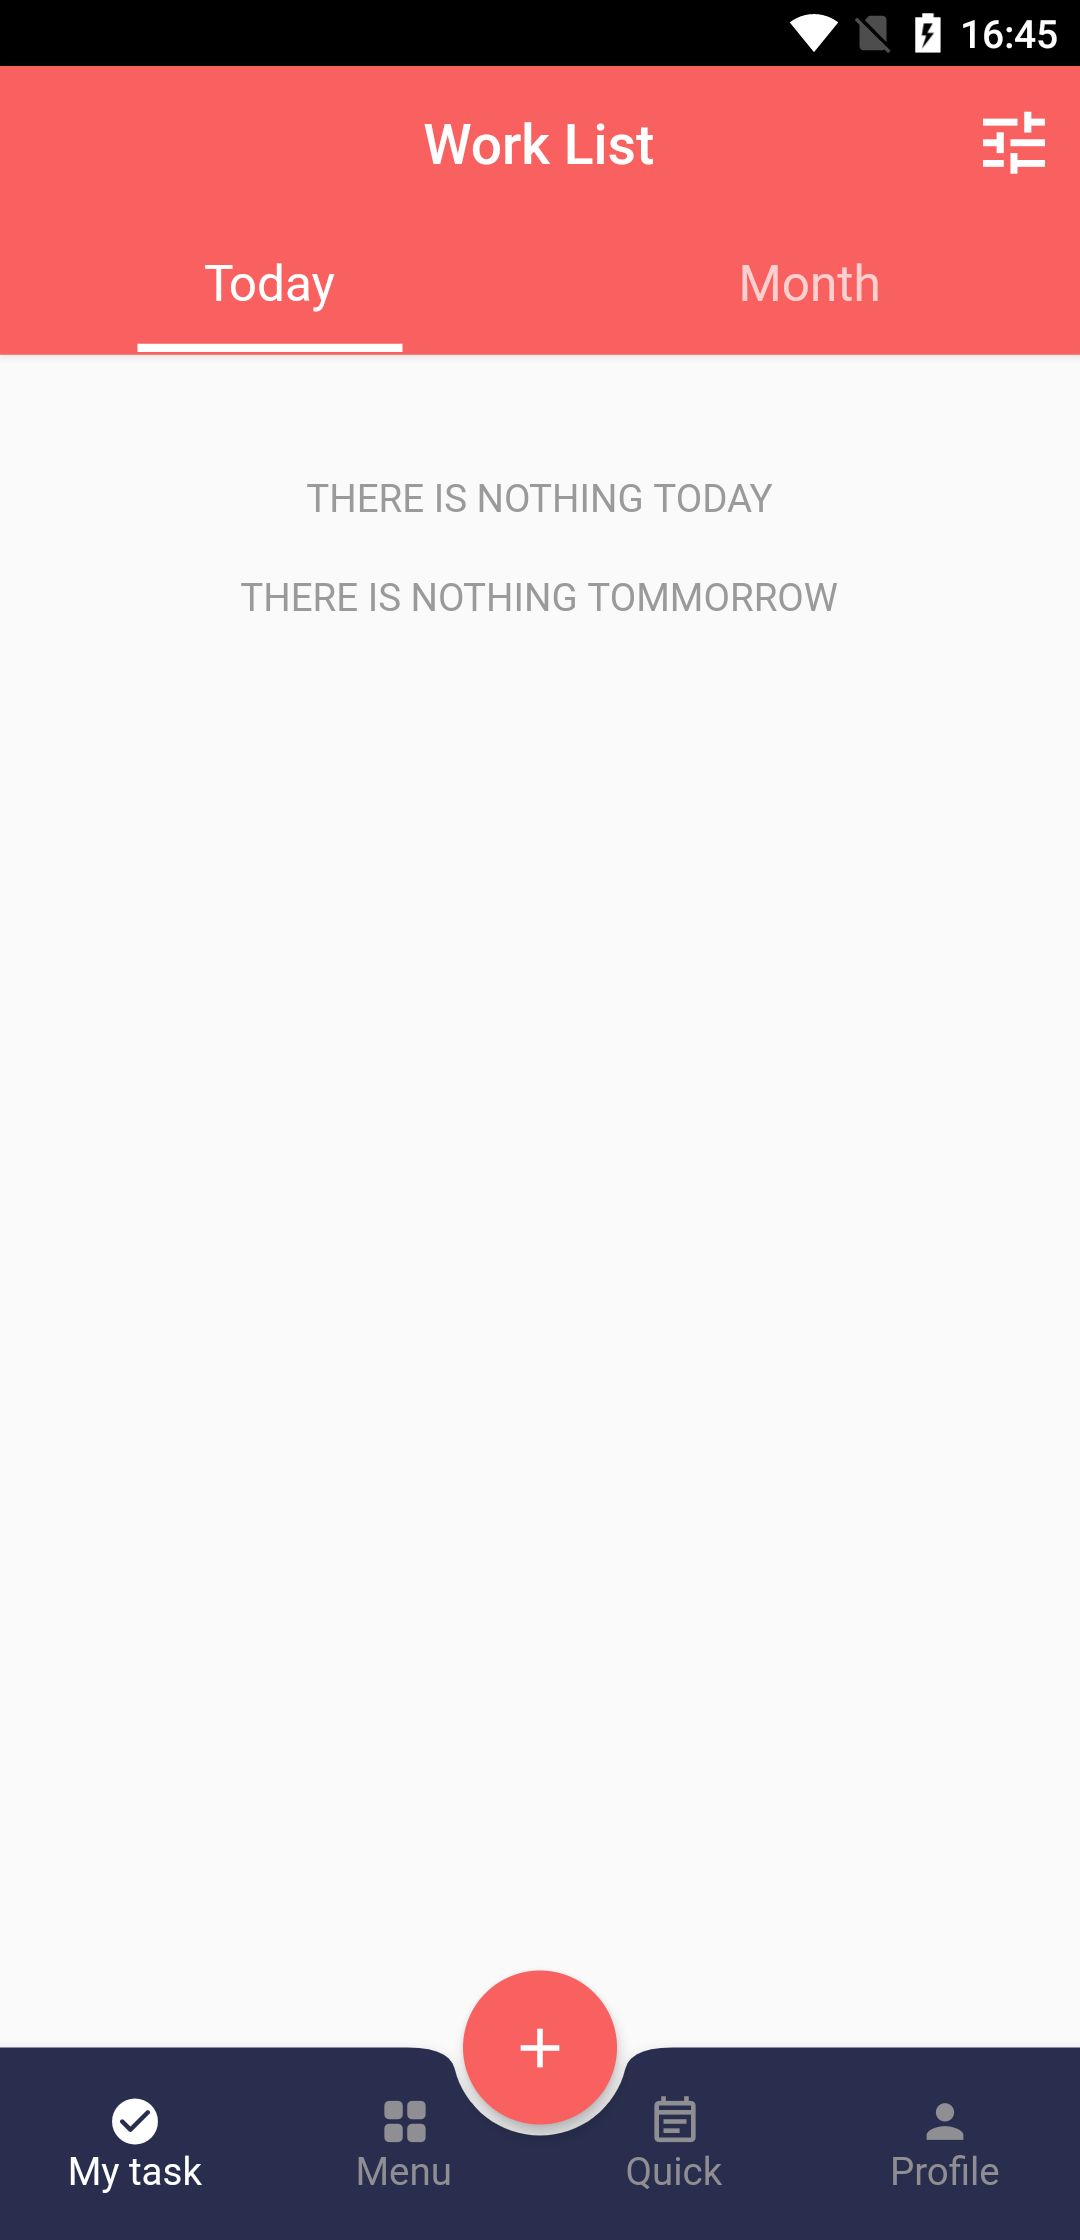 16:45
Work List
Today
Month
THERE IS NOTHING TODAY
THERE IS NOTHING TOMMORROW
My task
Menu
Quick
Profile